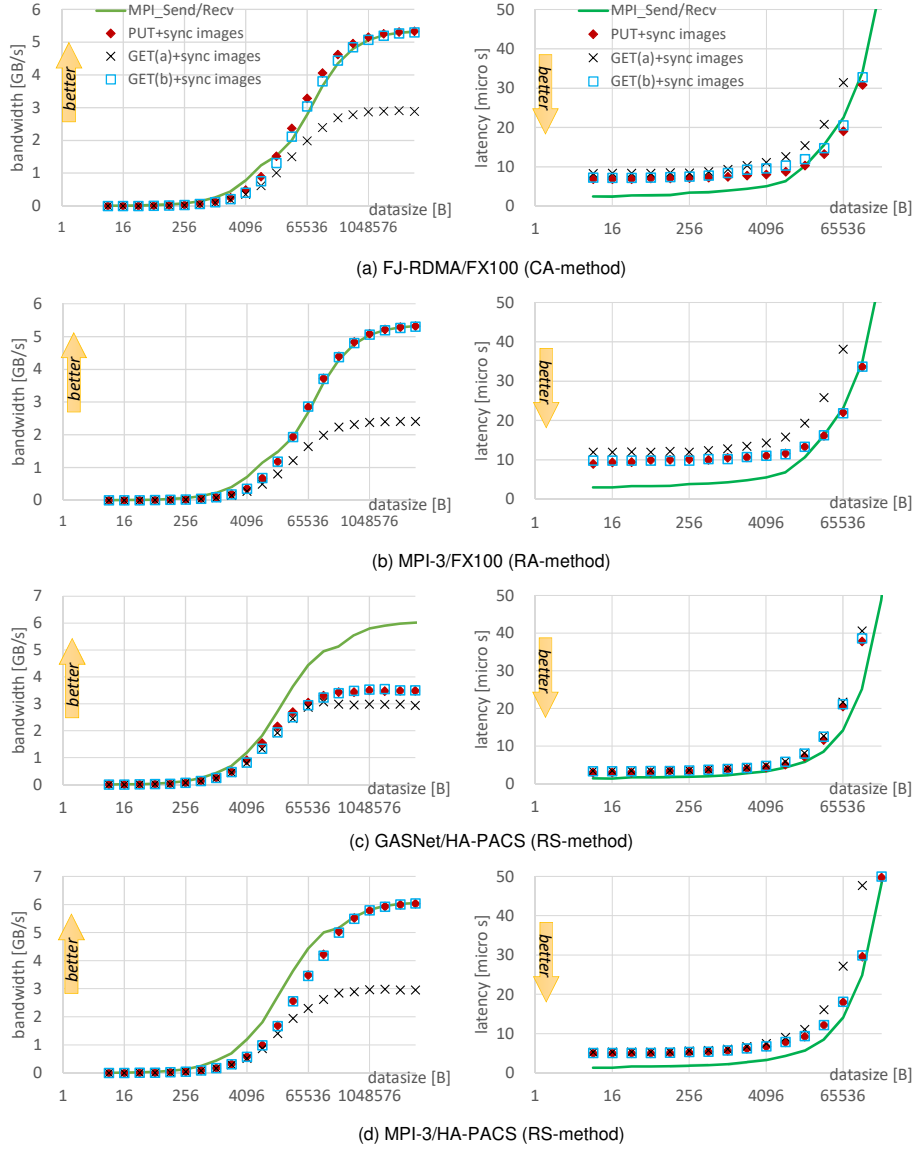 6
5
4
3
2
1
0
bandwidth [GB/s]
better
MPI_Send/Recv
PUT+sync images
GET(a)+sync images
GET(b)+sync images
1 16 256 4096 65536 1048576
datasize [B]
50
40
30
20
10
0
latency [micro s]
better
MPI_Send/Recv
PUT+sync images
GET(a)+sync images
GET(b)+sync images
1 16 256 4096 65536
datasize [B]
(a) FJ-RDMA/FX100 (CA-method)
6
5
4
3
2
1
0
bandwidth [GB/s]
better
1 16 256 4096 65536 1048576
datasize [B]
50
40
30
20
10
0
latency [micro s]
better
1 16 256 4096 65536
datasize [B]
(b) MPI-3/FX100 (RA-method)
7
6
5
4
3
2
1
0
bandwidth [GB/s]
better
1 16 256 4096 65536 1048576
datasize [B]
50
40
30
20
10
0
latency [micro s]
better
1 16 256 4096 65536
datasize [B]
(c) GASNet/HA-PACS (RS-method)
7
6
5
4
3
2
1
0
bandwidth [GB/s]
better
1 16 256 4096 65536 1048576
datasize [B]
50
40
30
20
10
0
latency [micro s]
better
1 16 256 4096 65536
datasize [B]
(d) MPI-3/HA-PACS (RS-method)